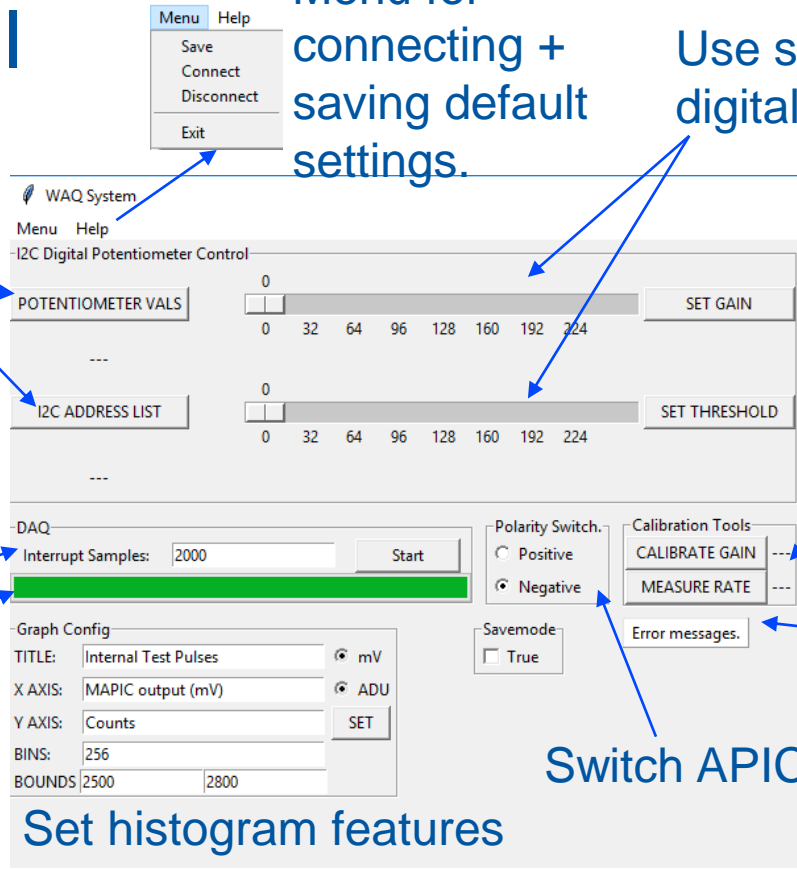 Menu Help
Save
Connect
Disconnect
Exit
Menu for
connecting +
saving default
settings.
Use s
digital
WAQ System
Menu Help
I2C Digital Potentiometer Control
POTENTIOMETER VALS
0
0 32 64 96 128 160 192 224
SET GAIN
---
I2C ADDRESS LIST
0
0 32 64 96 128 160 192 224
SET THRESHOLD
---
DAQ
Interrupt Samples: 2000 Start
Polarity Switch.
Positive
Negative
Calibration Tools
CALIBRATE GAIN ---
MEASURE RATE ---
Graph Config
TITLE: Internal Test Pulses mV
X AXIS: MAPIC output (mV) ADU
Y AXIS: Counts SET
BINS: 256
BOUNDS 2500 2800
Savemode
True
Error messages.
Switch APIC
Set histogram features